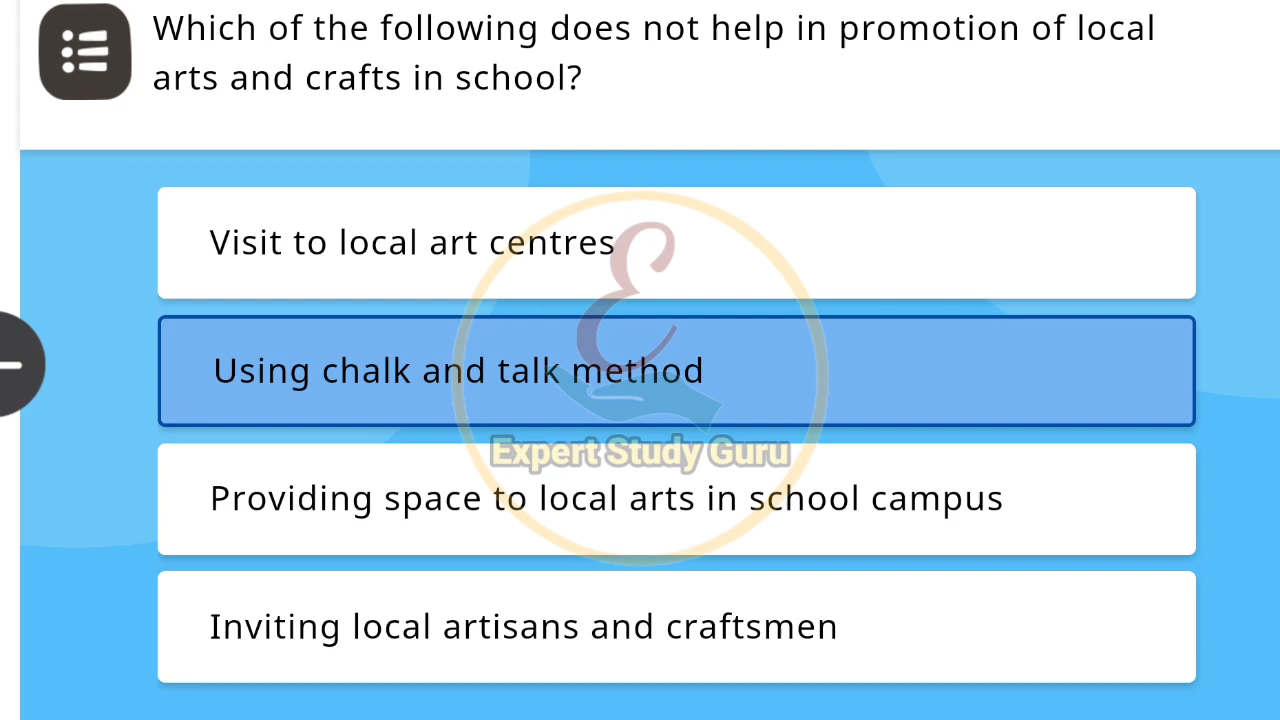 Which of the following does not help in promotion of local
arts and crafts in school?
Visit to local art centres
Using chalk and talk method
Expert Study Guru
Providing space to local arts in school campus
Inviting local artisans and craftsmen